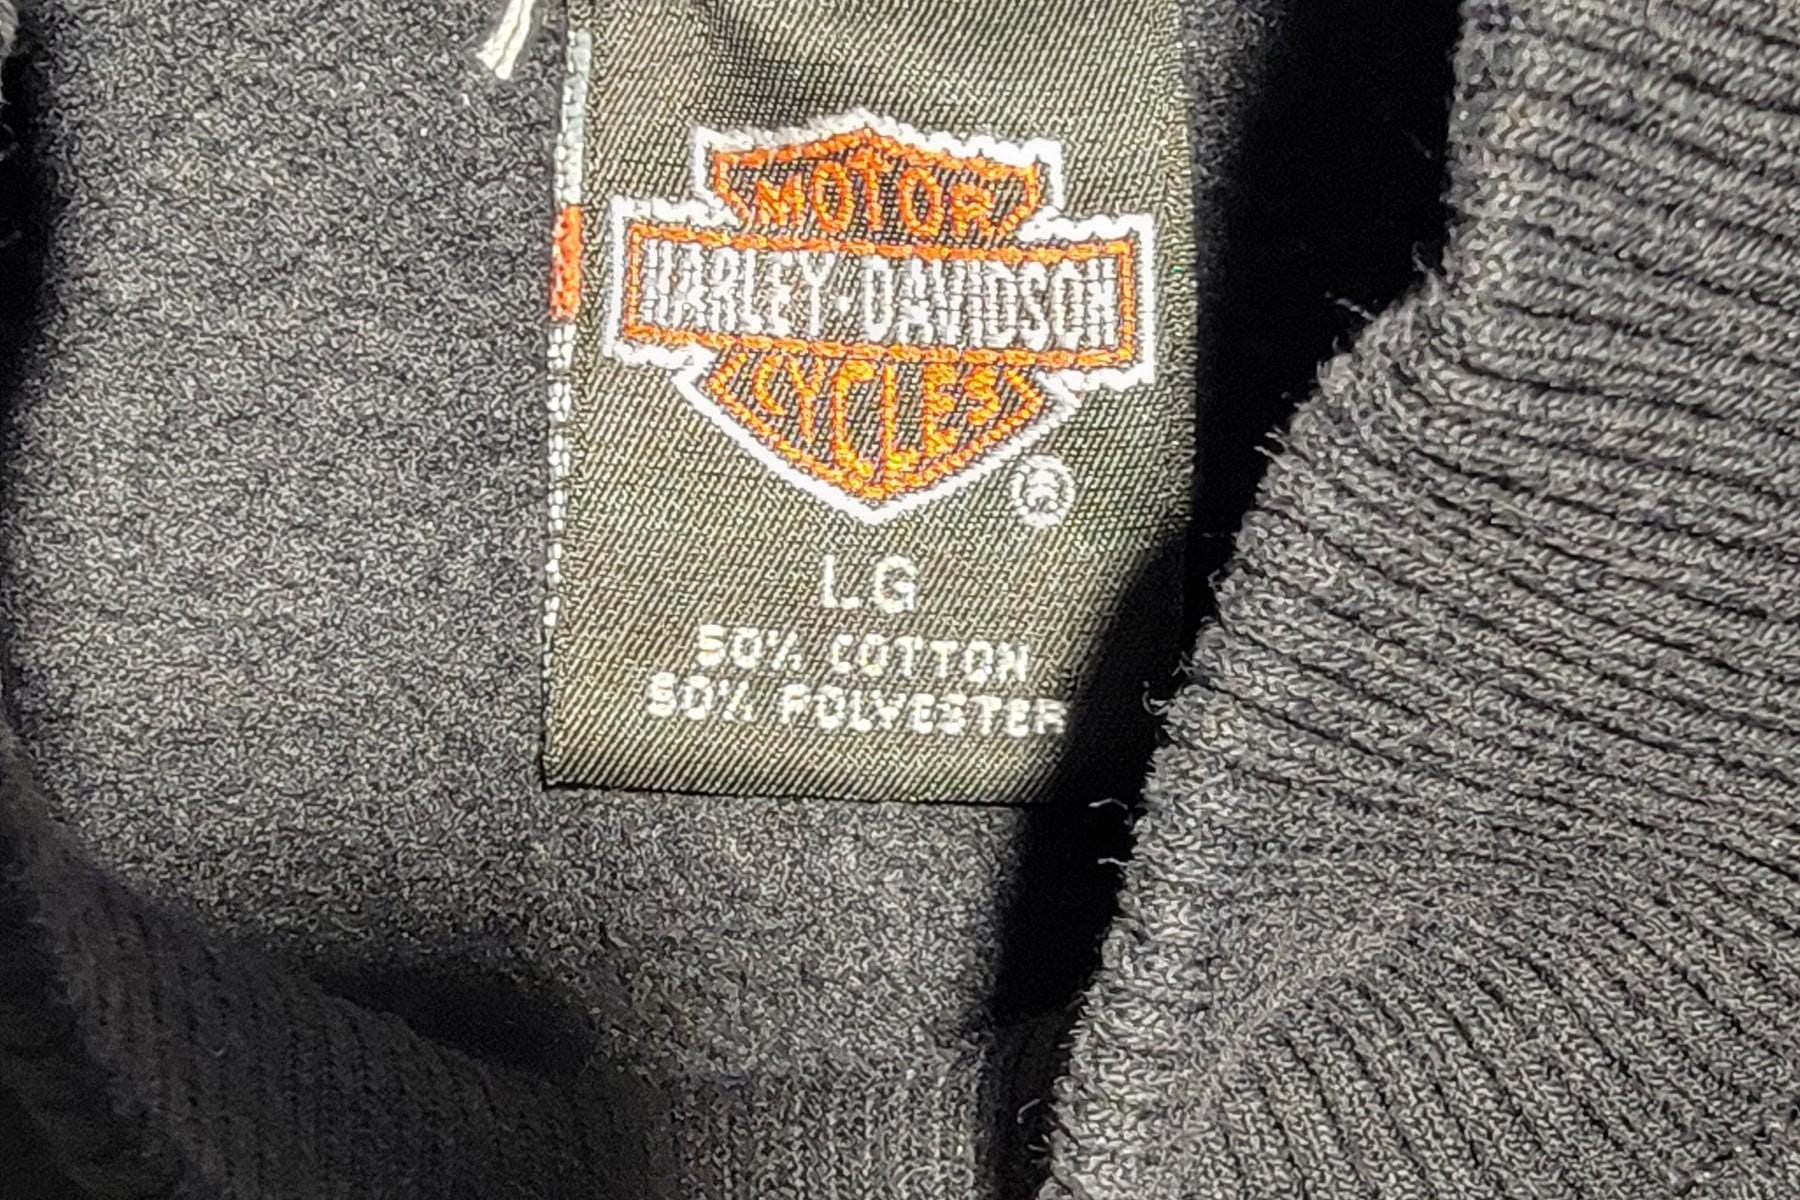 MOTOR
HARLEY-DAVIDSON
CYCLES
®
LG
50% COTTON
50% POLYESTER